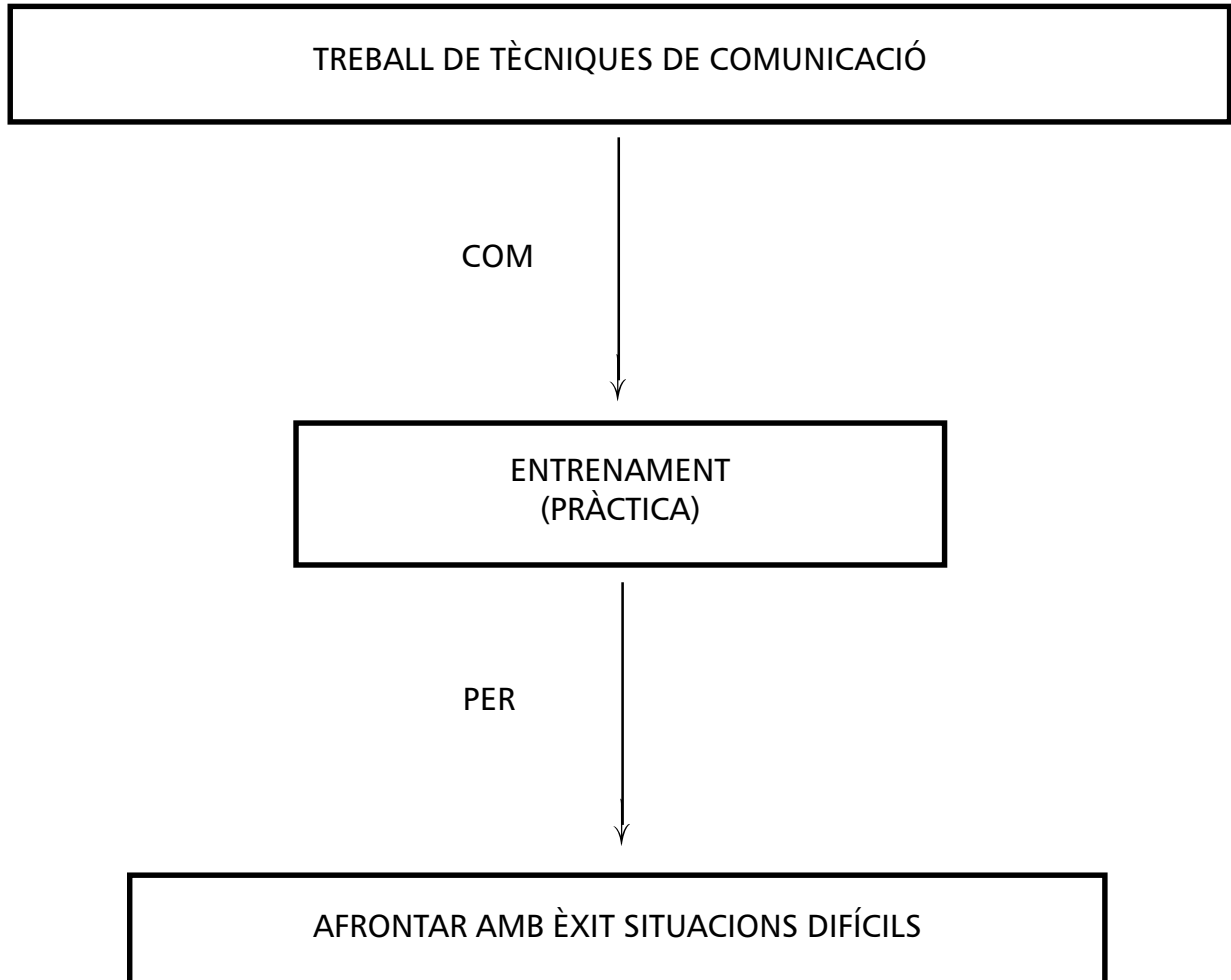 TREBALL DE TÈCNIQUES DE COMUNICACIÓ
COM
ENTRENAMENT
(PRÀCTICA)
PER
AFRONTAR AMB ÈXIT SITUACIONS DIFÍCILS